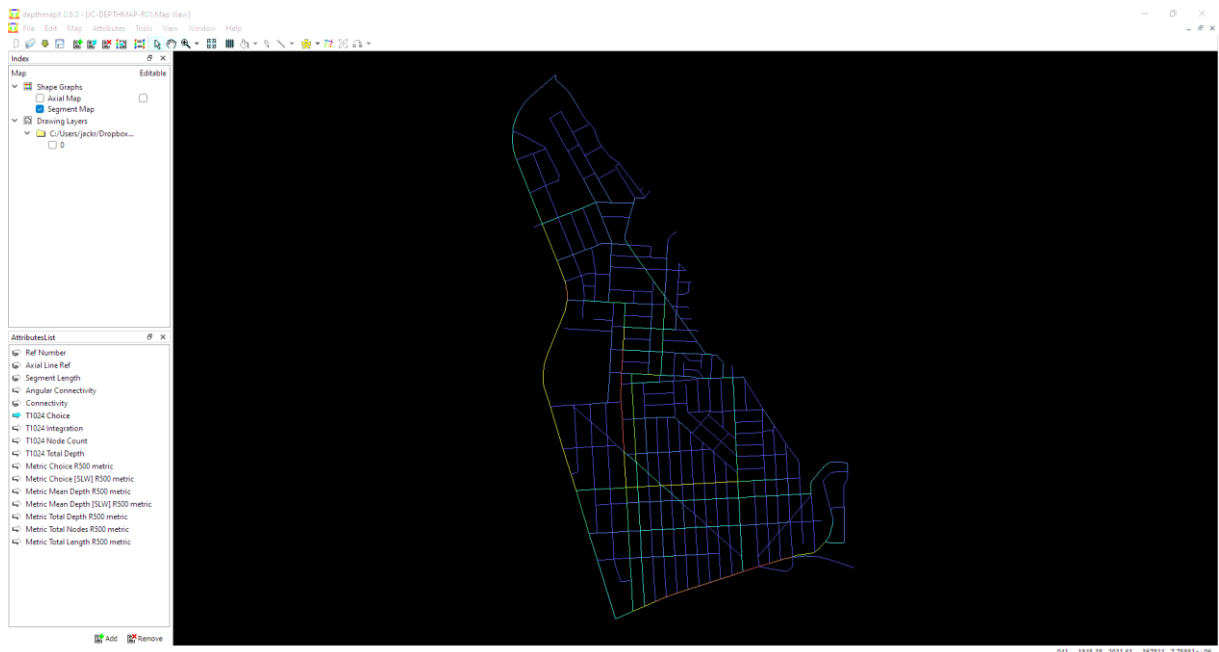 depthmapX 0.8.0 - [JC-DEPTHMAP-R01:Map View]
File Edit Map Attributes Tools View Window Help
Index
Map Editable
Shape Graphs
Axial Map
Segment Map
Drawing Layers
C:/Users/jackr/Dropbox...
0
AttributesList
Ref Number
Axial Line Ref
Segment Length
Angular Connectivity
Connectivity
T1024 Choice
T1024 Integration
T1024 Node Count
T1024 Total Depth
Metric Choice R500 metric
Metric Choice [SLW] R500 metric
Metric Mean Depth R500 metric
Metric Mean Depth [SLW] R500 metric
Metric Total Depth R500 metric
Metric Total Nodes R500 metric
Metric Total Length R500 metric
Add Remove